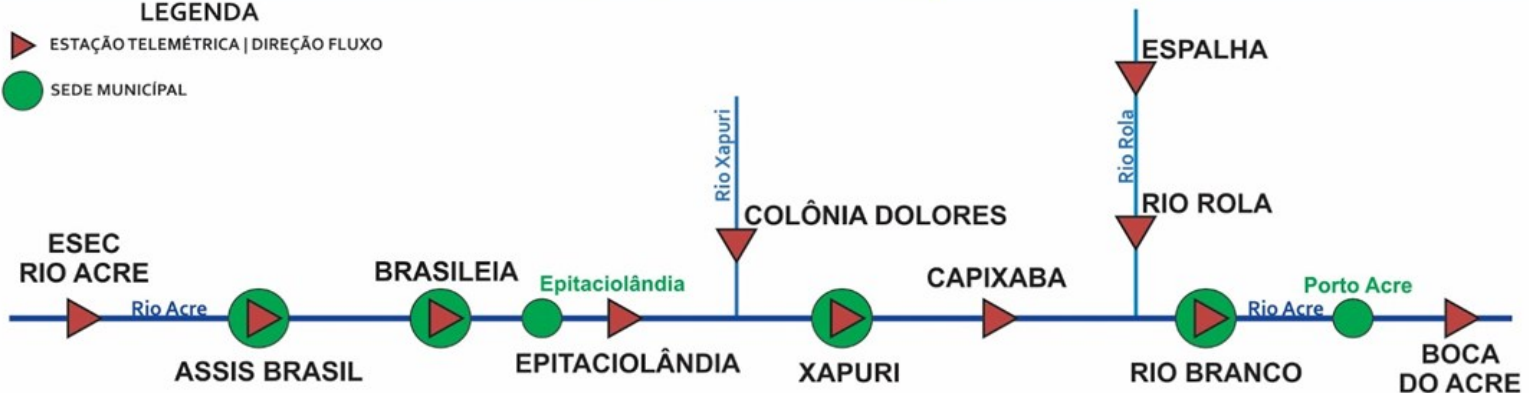 LEGENDA
ESTAÇÃO TELEMÉTRICA | DIREÇÃO FLUXO
SEDE MUNICÍPAL
ESPALHA
Rio Xapuri
Rio Rola
COLÔNIA DOLORES
RIO ROLA
ESEC
RIO ACRE
BRASILEIA
Epitaciolândia
CAPIXABA
Porto Acre
Rio Acre
Rio Acre
ASSIS BRASIL
EPITACIOLÂNDIA
XAPURI
RIO BRANCO
BOCA
DO ACRE